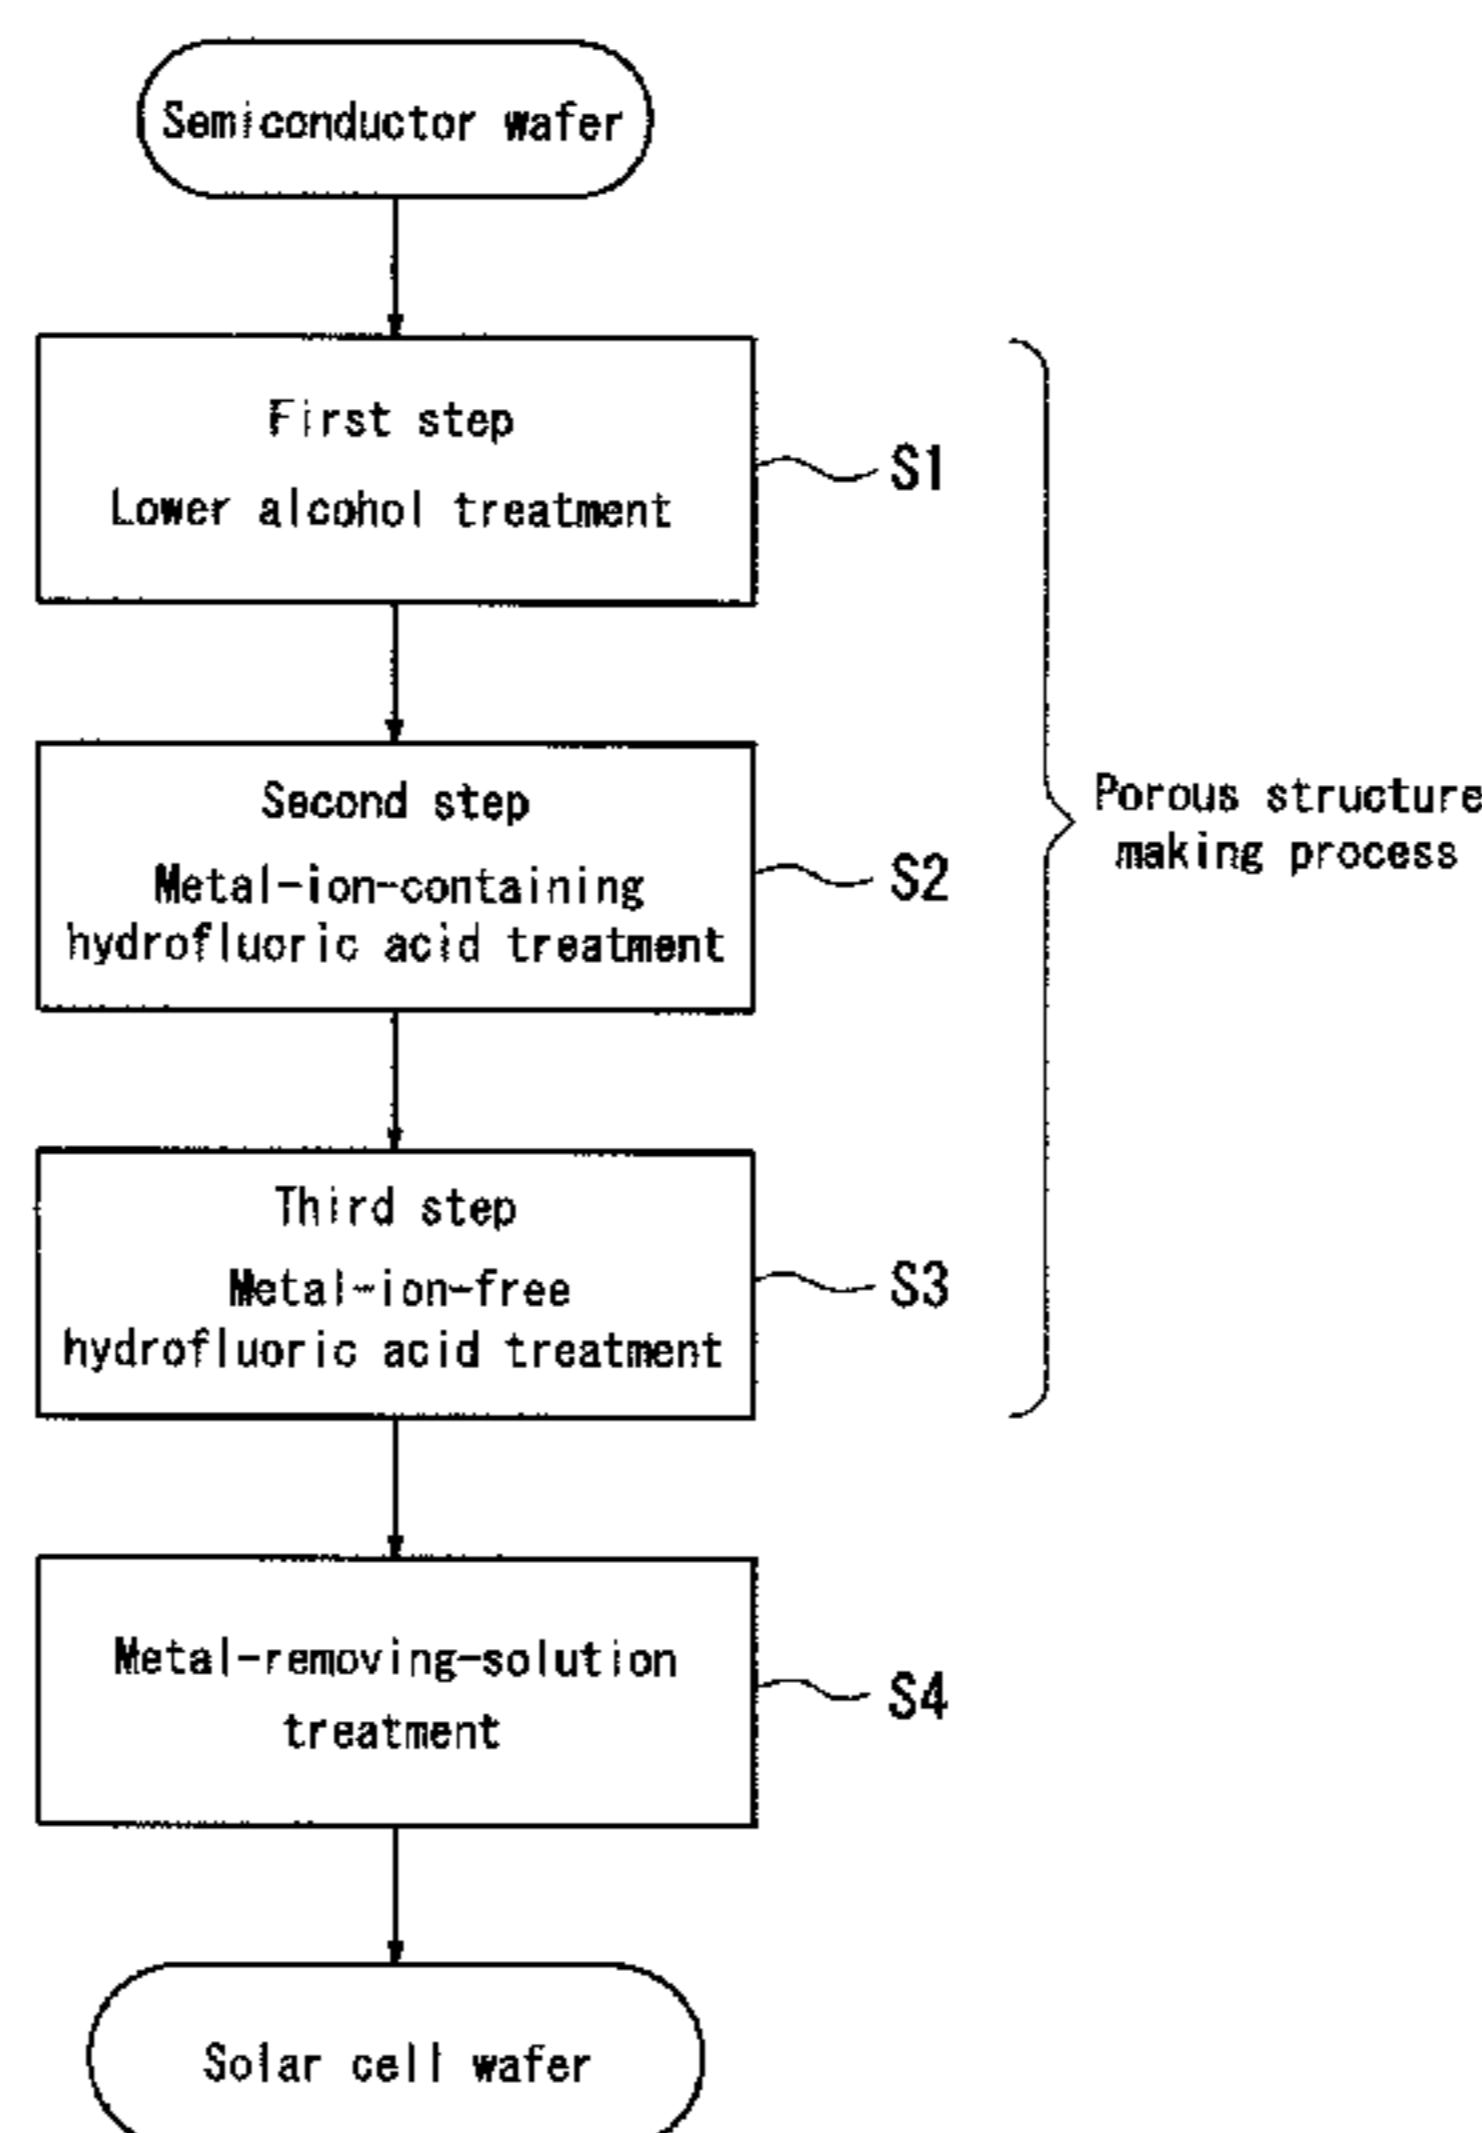 Semiconductor wafer
First step
Lower alcohol treatment
S1
Second step
Metal-ion-containing
hydrofluoric acid treatment
S2
Porous structure
making process
Third step
Metal-ion-free
hydrofluoric acid treatment
S3
Metal-removing-solution
treatment
S4
Solar cell wafer